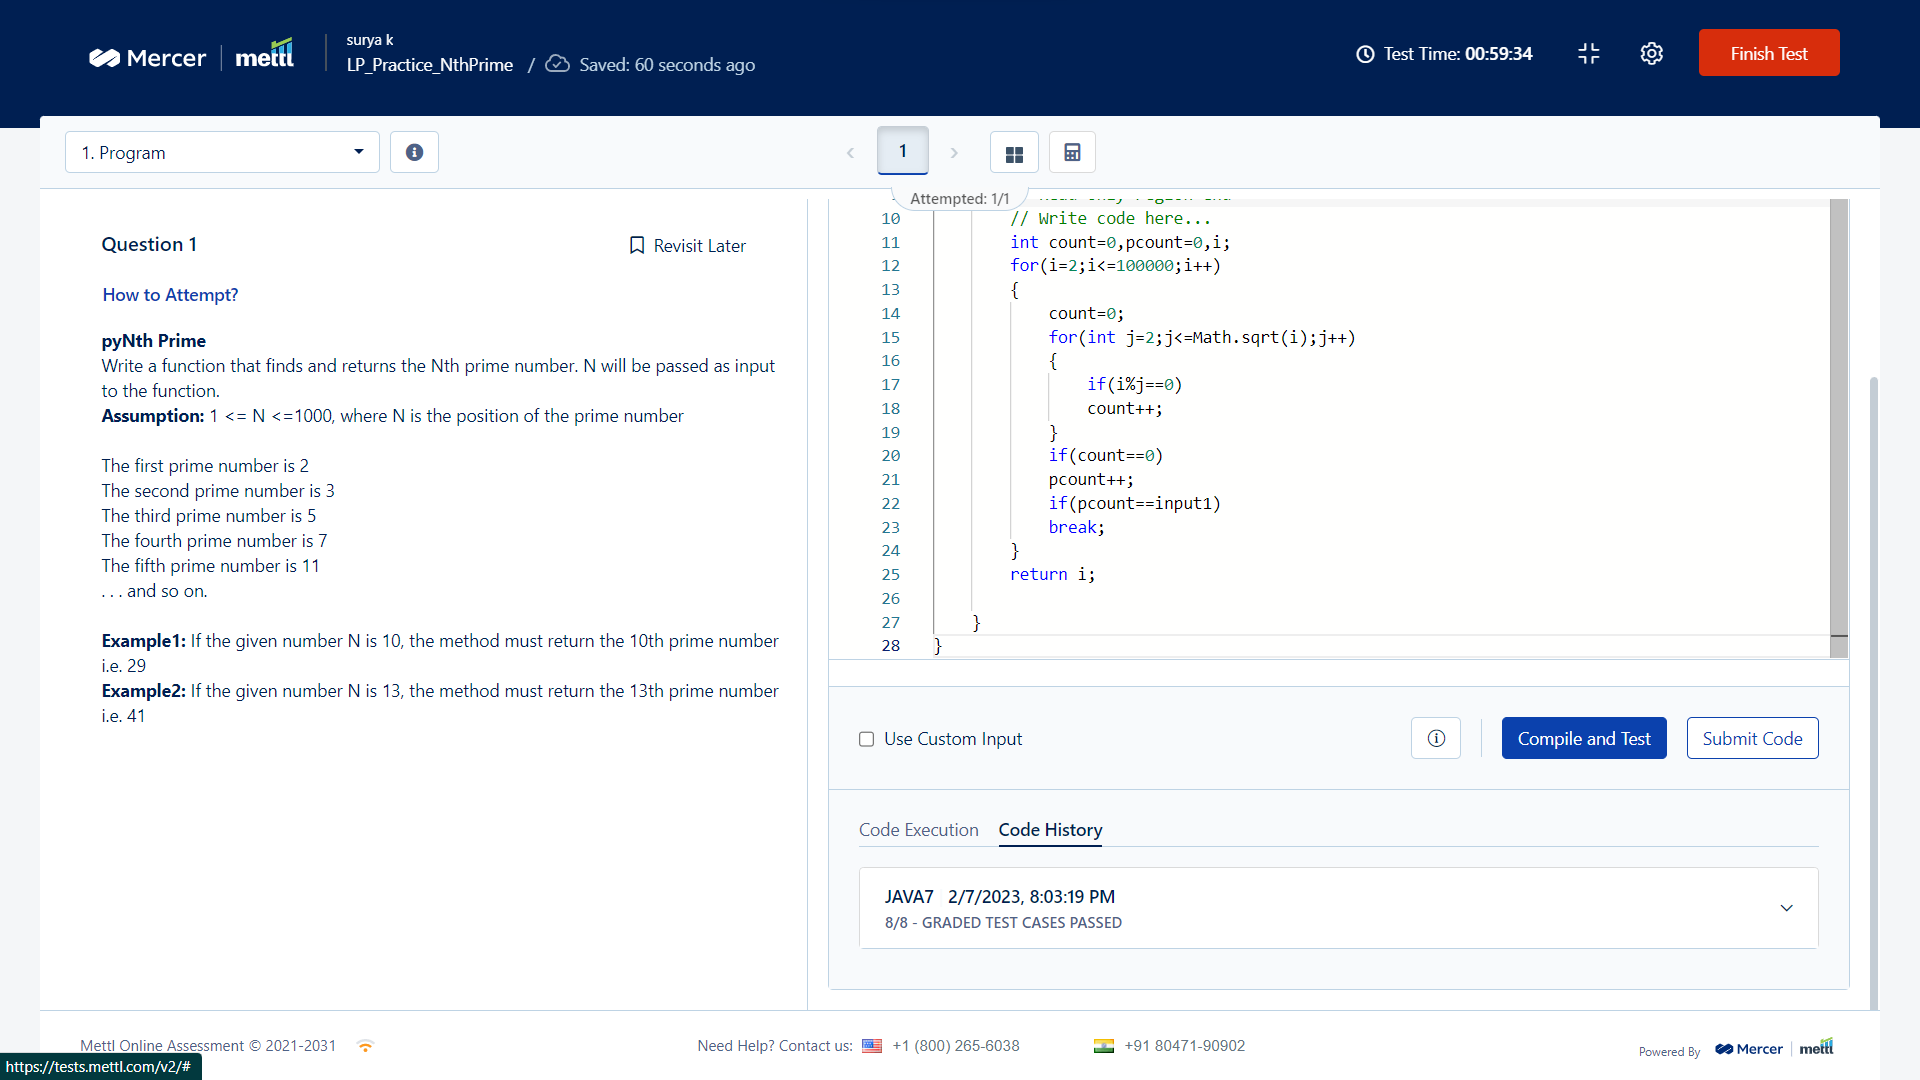 Mercer mettl
surya k
LP_Practice_NthPrime / Saved: 60 seconds ago
Test Time: 00:59:34
Finish Test
1. Program
1
Attempted: 1/1
Question 1
Revisit Later
How to Attempt?
pyNth Prime
Write a function that finds and returns the Nth prime number. N will be passed as input
to the function.
Assumption: 1 <= N <=1000, where N is the position of the prime number
The first prime number is 2
The second prime number is 3
The third prime number is 5
The fourth prime number is 7
The fifth prime number is 11
. . . and so on.
Example1: If the given number N is 10, the method must return the 10th prime number
i.e. 29
Example2: If the given number N is 13, the method must return the 13th prime number
i.e. 41
10 // Write code here...
11 int count=0,pcount=0,i;
12 for(i=2;i<=100000;i++)
13 {
14 count=0;
15 for(int j=2;j<=Math.sqrt(i);j++)
16 {
17 if(i%j==0)
18 count++;
19 }
20 if(count==0)
21 pcount++;
22 if(pcount==input1)
23 break;
24 }
25 return i;
26
27 }
28 }
Use Custom Input
Compile and Test
Submit Code
Code Execution
Code History
JAVA7 2/7/2023, 8:03:19 PM
8/8 - GRADED TEST CASES PASSED
Mettl Online Assessment © 2021-2031
Need Help? Contact us: +1 (800) 265-6038
+91 80471-90902
Powered By Mercer mettl
https://tests.mettl.com/v2/#